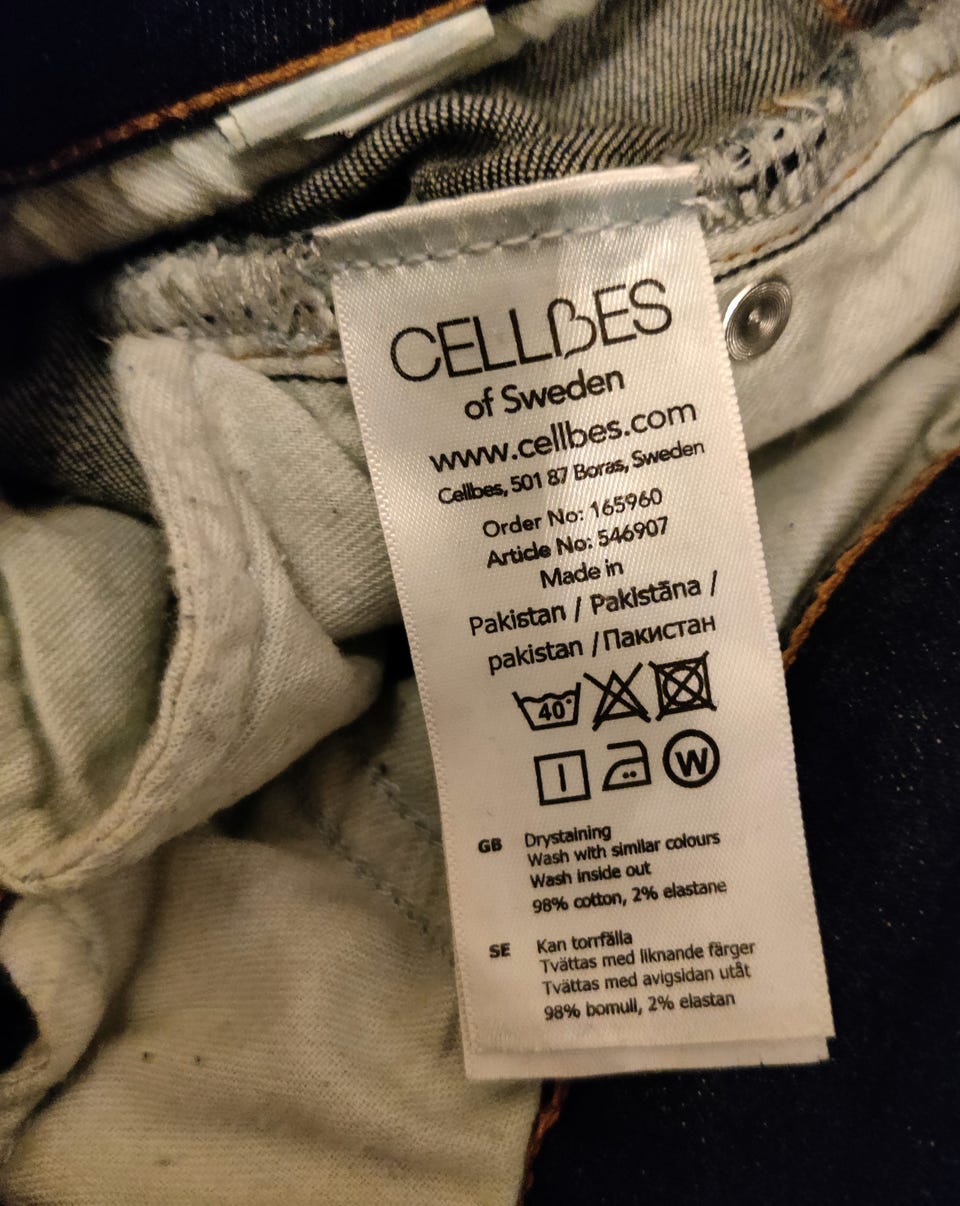 CELLBES
of Sweden
www.cellbes.com
Cellbes, 501 87 Boras, Sweden
Order No: 165960
Article No: 546907
Made in
Pakistan / Pakistāna /
pakistan /Пакистан
40°
W
GB Drystaining
Wash with similar colours
Wash inside out
98% cotton, 2% elastane
SE Kan torrfälla
Tvättas med liknande färger
Tvättas med avigsidan utåt
98% bomull, 2% elastan